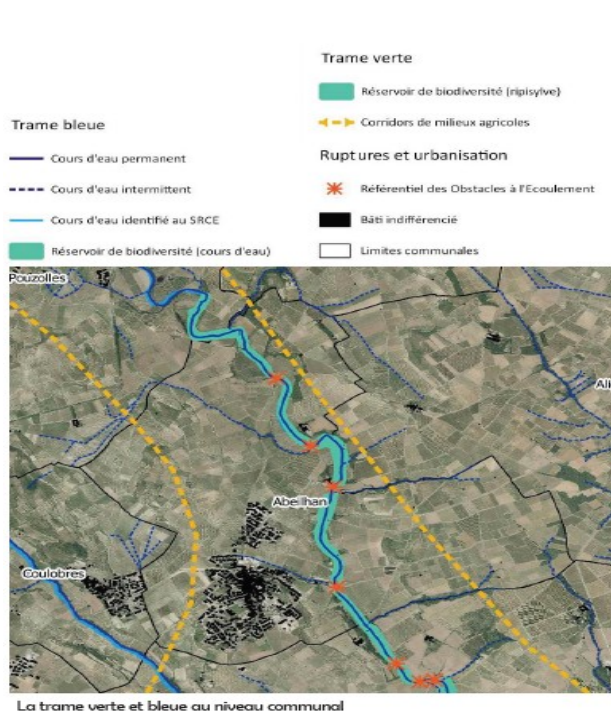 Trame verte
Réservoir de biodiversité (ripisylve)
Corridors de milieux agricoles
Trame bleue
Cours d'eau permanent
Cours d'eau intermittent
Cours d'eau identifié au SRCE
Réservoir de biodiversité (cours d'eau)
Ruptures et urbanisation
Référentiel des Obstacles à l'Ecoulement
Bâti indifférencié
Limites communales
Pouzolles
Abeilhan
Coulobres
La trame verte et bleue au niveau communal